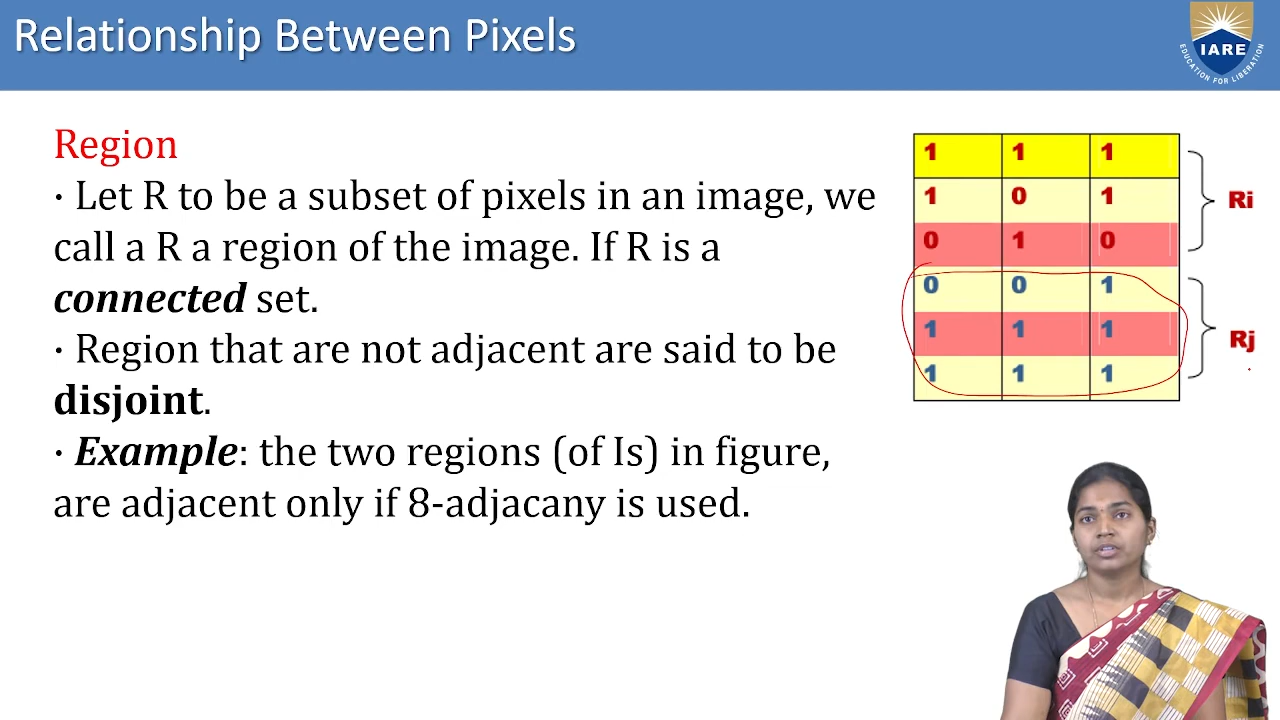 Relationship Between Pixels
IARE
EDUCATION FOR LIBERATION
Region
· Let R to be a subset of pixels in an image, we
call a R a region of the image. If R is a
connected set.
· Region that are not adjacent are said to be
disjoint.
· Example: the two regions (of Is) in figure,
are adjacent only if 8-adjacany is used.
1 1 1
1 0 1
0 1 0
Ri
0 0 1
1 1 1
1 1 1
Rj